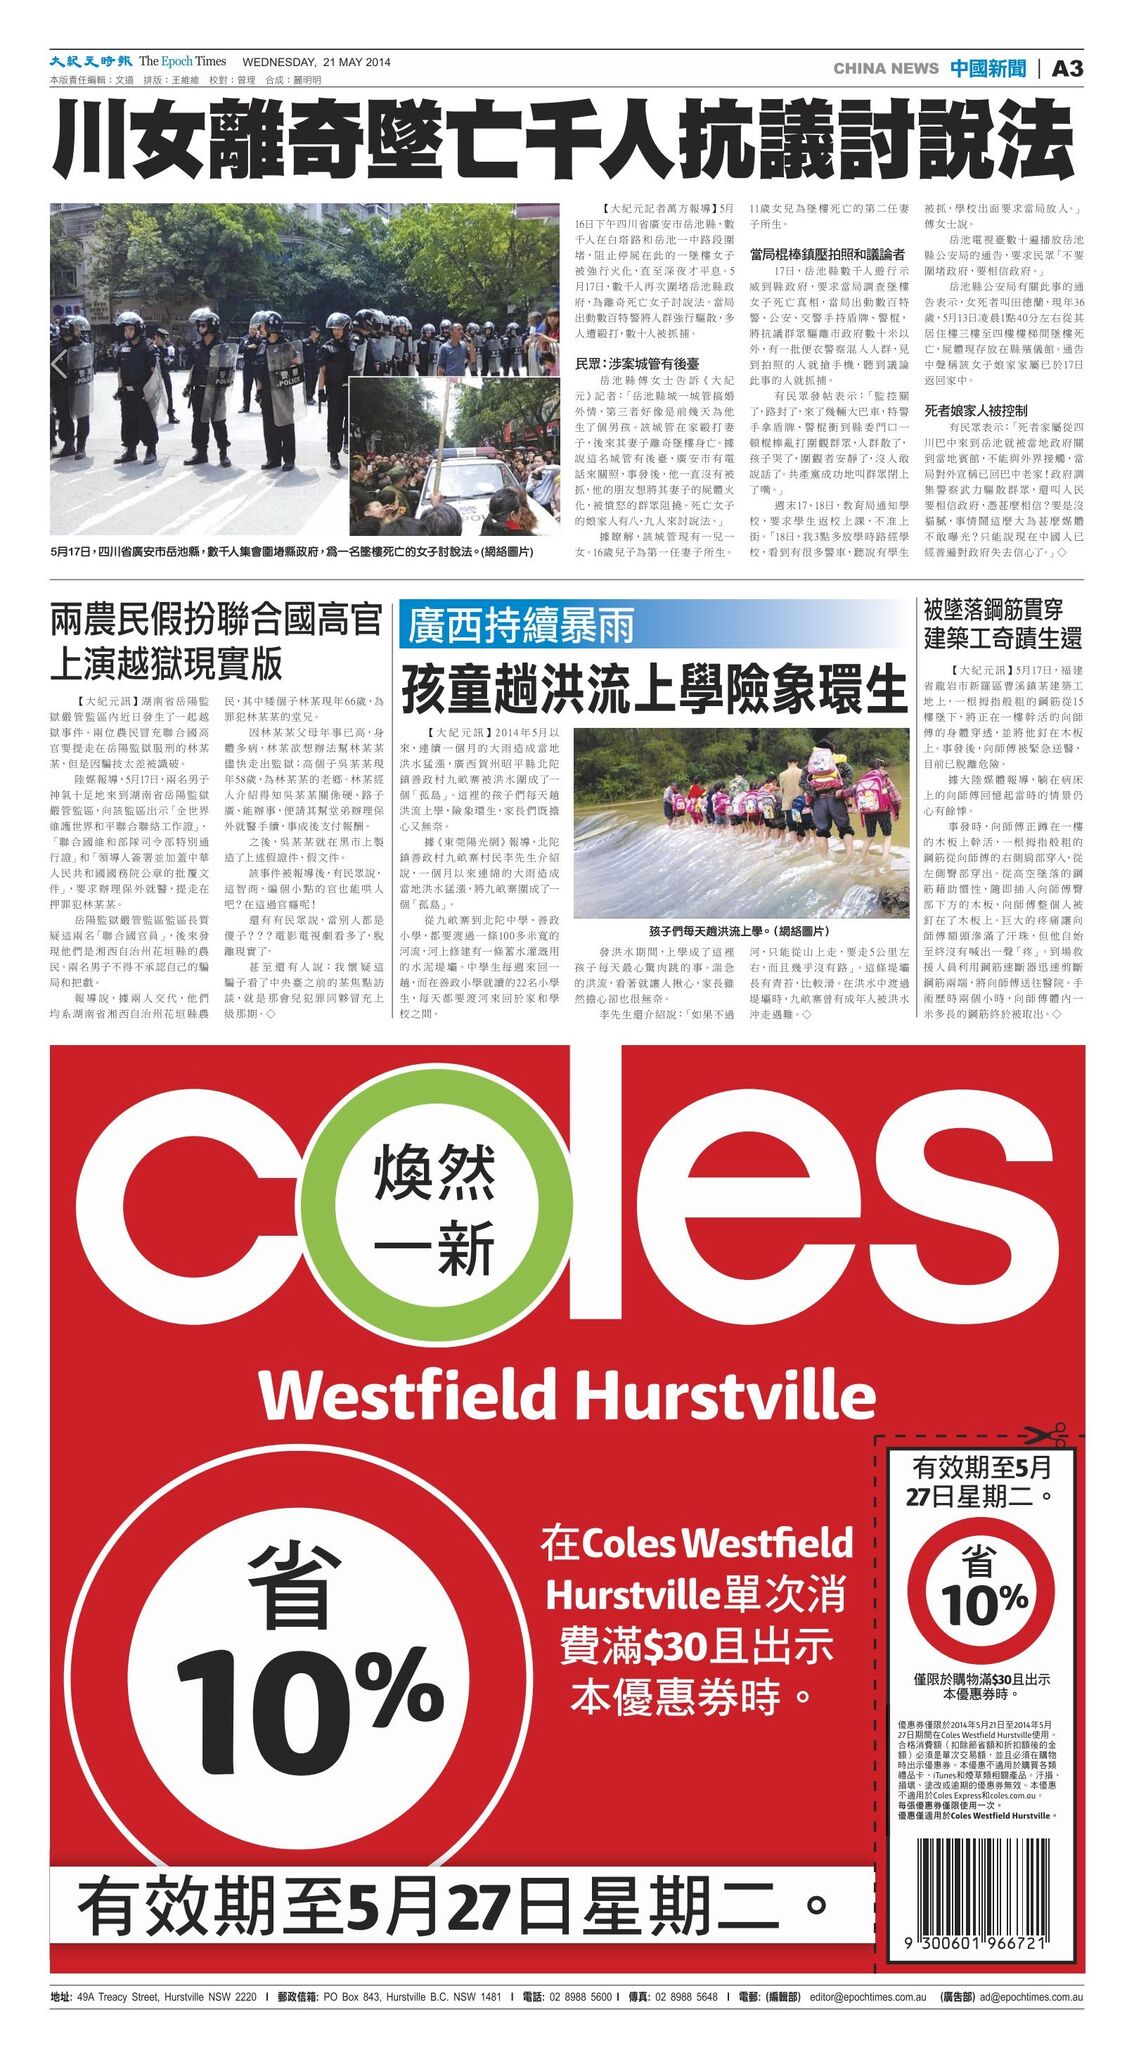 大紀元時報 The Epoch Times WEDNESDAY, 21 MAY 2014
本版責任編輯：文道 排版：王維維 校對：曾理 合成：嚴明明
CHINA NEWS 中國新聞 | A3
川女離奇墜亡千人抗議討說法
5月17日，四川省廣安市岳池縣，數千人集會圍堵縣政府，為一名墜樓死亡的女子討說法。(網絡圖片)
【大紀元記者萬方報導】5月
16日下午四川省廣安市岳池縣，數
千人在白塔路和岳池一中路段圍
堵，阻止停屍在此的一墜樓女子
被強行火化，直至深夜才平息。5
月17日，數千人再次圍堵岳池縣政
府，為離奇死亡女子討說法。當局
出動數百特警將人群強行驅散，多
人遭毆打，數十人被抓捕。
民眾：涉案城管有後臺
岳池縣傅女士告訴《大紀
元》記者：「岳池縣城一城管搞婚
外情，第三者好像是前幾天為他
生了個男孩。該城管在家毆打妻
子，後來其妻子離奇墜樓身亡。據
說這名城管有後臺，廣安市有電
話來關照，事發後，他一直沒有被
抓，他的朋友想將其妻子的屍體火
化，被憤怒的群眾阻撓。死亡女子
的娘家人有八、九人來討說法。」
據瞭解，該城管現有一兒一
女。16歲兒子為第一任妻子所生。
11歲女兒為墜樓死亡的第二任妻
子所生。
當局棍棒鎮壓拍照和議論者
17日，岳池縣數千人遊行示
威到縣政府，要求當局調查墜樓
女子死亡真相，當局出動數百特
警、公安、交警手持盾牌、警棍，
將抗議群眾驅離市政府數十米以
外，有一批便衣警察混入人群，見
到拍照的人就搶手機，聽到議論
此事的人就抓捕。
有民眾發帖表示：「監控關
了，路封了，來了幾輛大巴車，特警
手拿盾牌、警棍衝到縣委門口一
頓棍棒亂打圍觀群眾，人群散了，
孩子哭了，圍觀者安靜了，沒人敢
說話了。共產黨成功地叫群眾閉上
了嘴。」
週末17、18日，教育局通知學
校，要求學生返校上課，不准上
街。「18日，我3點多放學時路經學
校，看到有很多警車，聽說有學生
被抓，學校出面要求當局放人。」
傅女士說。
岳池電視臺數十遍播放岳池
縣公安局的通告，要求民眾「不要
圍堵政府，要相信政府。」
岳池縣公安局有關此事的通
告表示，女死者叫田德蘭，現年36
歲，5月13日凌晨1點40分左右從其
居住樓三樓至四樓樓梯間墜樓死
亡，屍體現存放在縣殯儀館。通告
中聲稱該女子娘家家屬已於17日
返回家中。
死者娘家人被控制
有民眾表示：「死者家屬從四
川巴中來到岳池就被當地政府關
到當地賓館，不能與外界接觸，當
局對外宣稱已回巴中老家！政府調
集警察武力驅散群眾，還叫人民
要相信政府，憑甚麼相信？要是沒
貓膩，事情鬧這麼大為甚麼媒體
不敢曝光？只能說現在中國人已
經普遍對政府失去信心了。」◇
兩農民假扮聯合國高官
上演越獄現實版
【大紀元訊】湖南省岳陽監
獄嚴管監區內近日發生了一起越
獄事件。兩位農民冒充聯合國高
官要提走在岳陽監獄服刑的林某
某，但是因騙技太差被識破。
陸媒報導，5月17日，兩名男子
神氣十足地來到湖南省岳陽監獄
嚴管監區，向該監區出示「全世界
維護世界和平聯合聯絡工作證」、
「聯合國維和部隊司令部特別通
行證」和「領導人簽署並加蓋中華
人民共和國國務院公章的批覆文
件」，要求辦理保外就醫，提走在
押罪犯林某某。
岳陽監獄嚴管監區監區長質
疑這兩名「聯合國官員」，後來發
現他們是湘西自治州花垣縣的農
民。兩名男子不得不承認自己的騙
局和把戲。
報導說，據兩人交代，他們
均系湖南省湘西自治州花垣縣農
民，其中矮個子林某現年66歲，為
罪犯林某某的堂兄。
因林某某父母年事已高，身
體多病，林某欲想辦法幫林某某
儘快走出監獄；高個子吳某某現
年58歲，為林某某的老鄉。林某經
人介紹得知吳某某關係硬、路子
廣、能辦事，便請其幫堂弟辦理保
外就醫手續，事成後支付報酬。
之後，吳某某就在黑市上製
造了上述假證件、假文件。
該事件被報導後，有民眾說，
這智商，編個小點的官也能哄人
吧？在這過官癮呢！
還有有民眾說，當別人都是
傻子？？？電影電視劇看多了，脫
離現實了。
甚至還有人說：我懷疑這
騙子看了中央臺之前的某焦點訪
談，就是那會兒犯罪同夥冒充上
級那期。◇
廣西持續暴雨
孩童趟洪流上學險象環生
【大紀元訊】2014年5月以
來，連續一個月的大雨造成當地
洪水猛漲，廣西賀州昭平縣北陀
鎮善政村九畝寨被洪水圍成了一
個「孤島」。這裡的孩子們每天趟
洪流上學，險象環生，家長們既擔
心又無奈。
據《東莞陽光網》報導，北陀
鎮善政村九畝寨村民李先生介紹
說，一個月以來連綿的大雨造成
當地洪水猛漲，將九畝寨圍成了一
個「孤島」。
從九畝寨到北陀中學、善政
小學，都要渡過一條100多米寬的
河流，河上修建有一條蓄水灌溉用
的水泥堤壩。中學生每週來回一
趟，而在善政小學就讀的22名小學
生，每天都要渡河來回於家和學
校之間。
孩子們每天趟洪流上學。(網絡圖片)
發洪水期間，上學成了這裡
孩子每天最心驚肉跳的事。湍急
的洪流，看著就讓人揪心，家長雖
然擔心卻也很無奈。
李先生還介紹說：「如果不過
河，只能從山上走，要走5公里左
右，而且幾乎沒有路」。這條堤壩
長有青苔，比較滑。在洪水中渡過
堤壩時，九畝寨曾有成年人被洪水
沖走遇難。◇
被墜落鋼筋貫穿
建築工奇蹟生還
【大紀元訊】5月17日，福建
省龍岩市新羅區曹溪鎮某建築工
地上，一根拇指般粗的鋼筋從15
樓墜下，將正在一樓幹活的向師
傅的身體穿透，並將他釘在木板
上。事發後，向師傅被緊急送醫，
目前已脫離危險。
據大陸媒體報導，躺在病床
上的向師傅回憶起當時的情景仍
心有餘悸。
事發時，向師傅正蹲在一樓
的木板上幹活，一根拇指般粗的
鋼筋從向師傅的右側肩部穿入，從
左側臀部穿出。從高空墜落的鋼
筋藉助慣性，隨即插入向師傅臀
部下方的木板，向師傅整個人被
釘在了木板上。巨大的疼痛讓向
師傅額頭滲滿了汗珠，但他自始
至終沒有喊出一聲「疼」。到場救
援人員利用鋼筋速斷器迅速剪斷
鋼筋兩端，將向師傅送往醫院。手
術歷時兩個小時，向師傅體內一
米多長的鋼筋終於被取出。◇
coles
煥然
一新
Westfield Hurstville
省
10%
在Coles Westfield
Hurstville單次消
費滿$30且出示
本優惠券時。
有效期至5月27日星期二。
有效期至5月
27日星期二。
省
10%
僅限於購物滿$30且出示
本優惠券時。
優惠券僅限於2014年5月21日至2014年5月
27日期間在Coles Westfield Hurstville使用。
合格消費額（扣除節省額和折扣額後的金
額）必須是單次交易額，並且必須在購物
時出示優惠券。本優惠不適用於購買各類
禮品卡、iTunes和煙草類相關產品。汙損、
損壞、塗改或逾期的優惠券無效。本優惠
不適用於Coles Express和coles.com.au。
每張優惠券僅限使用一次。
優惠僅適用於Coles Westfield Hurstville。
9 300601 966721
地址: 49A Treacy Street, Hurstville NSW 2220 | 郵政信箱: PO Box 843, Hurstville B.C. NSW 1481 | 電話: 02 8988 5600 | 傳真: 02 8988 5648 | 電郵: (編輯部) editor@epochtimes.com.au (廣告部) ad@epochtimes.com.au